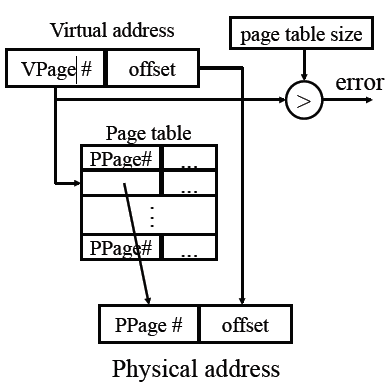 Virtual address
page table size
VPage #
offset
>
error
Page table
PPage#
...
...
⋮
PPage#
...
PPage #
offset
Physical address